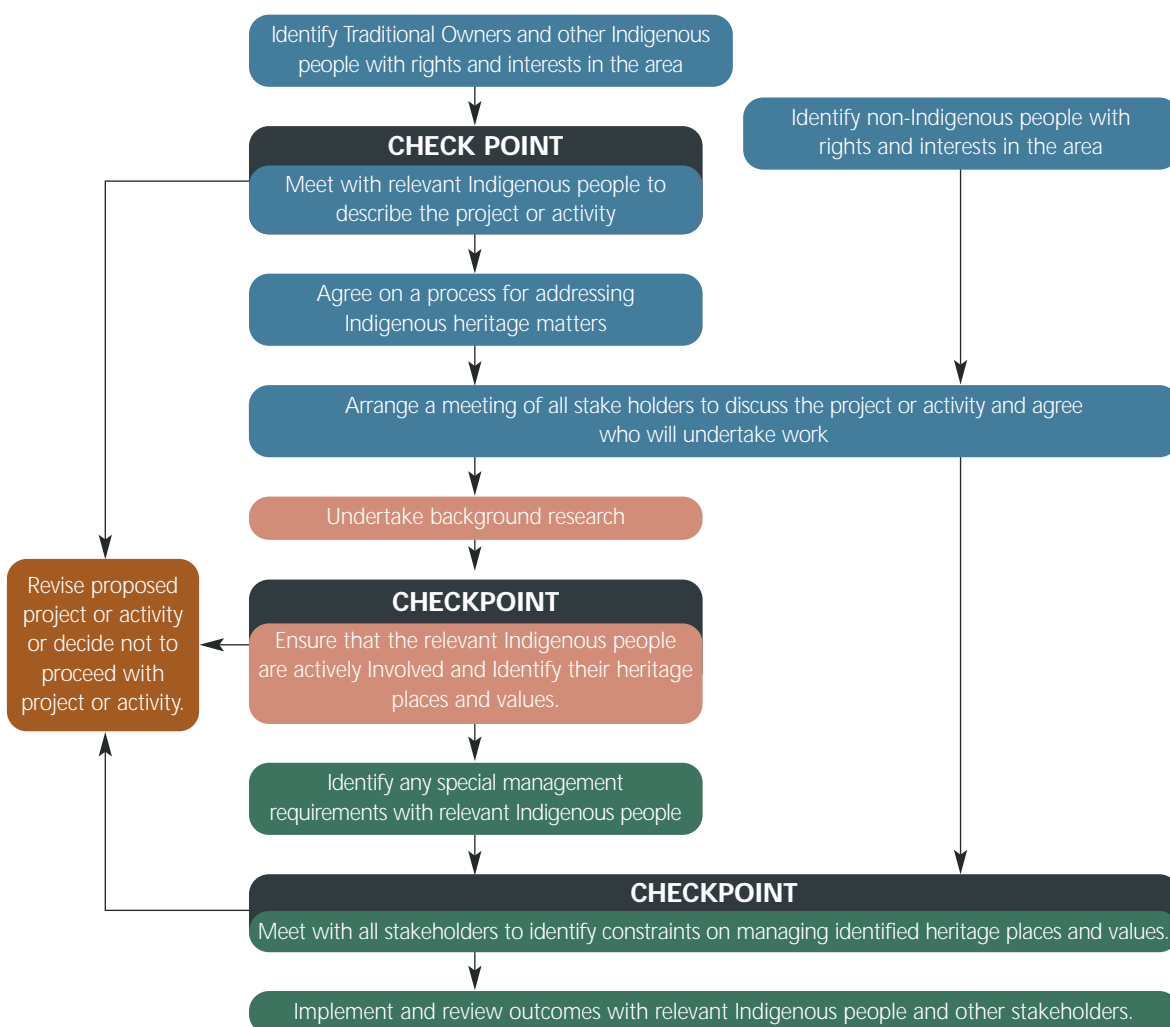 Identify Traditional Owners and other Indigenous
people with rights and interests in the area
Identify non-Indigenous people with
rights and interests in the area
CHECK POINT
Meet with relevant Indigenous people to
describe the project or activity
Agree on a process for addressing
Indigenous heritage matters
Arrange a meeting of all stake holders to discuss the project or activity and agree
who will undertake work
Undertake background research
Revise proposed
project or activity
or decide not to
proceed with
project or activity.
CHECKPOINT
Ensure that the relevant Indigenous people
are actively Involved and Identify their heritage
places and values.
Identify any special management
requirements with relevant Indigenous people
CHECKPOINT
Meet with all stakeholders to identify constraints on managing identified heritage places and values.
Implement and review outcomes with relevant Indigenous people and other stakeholders.